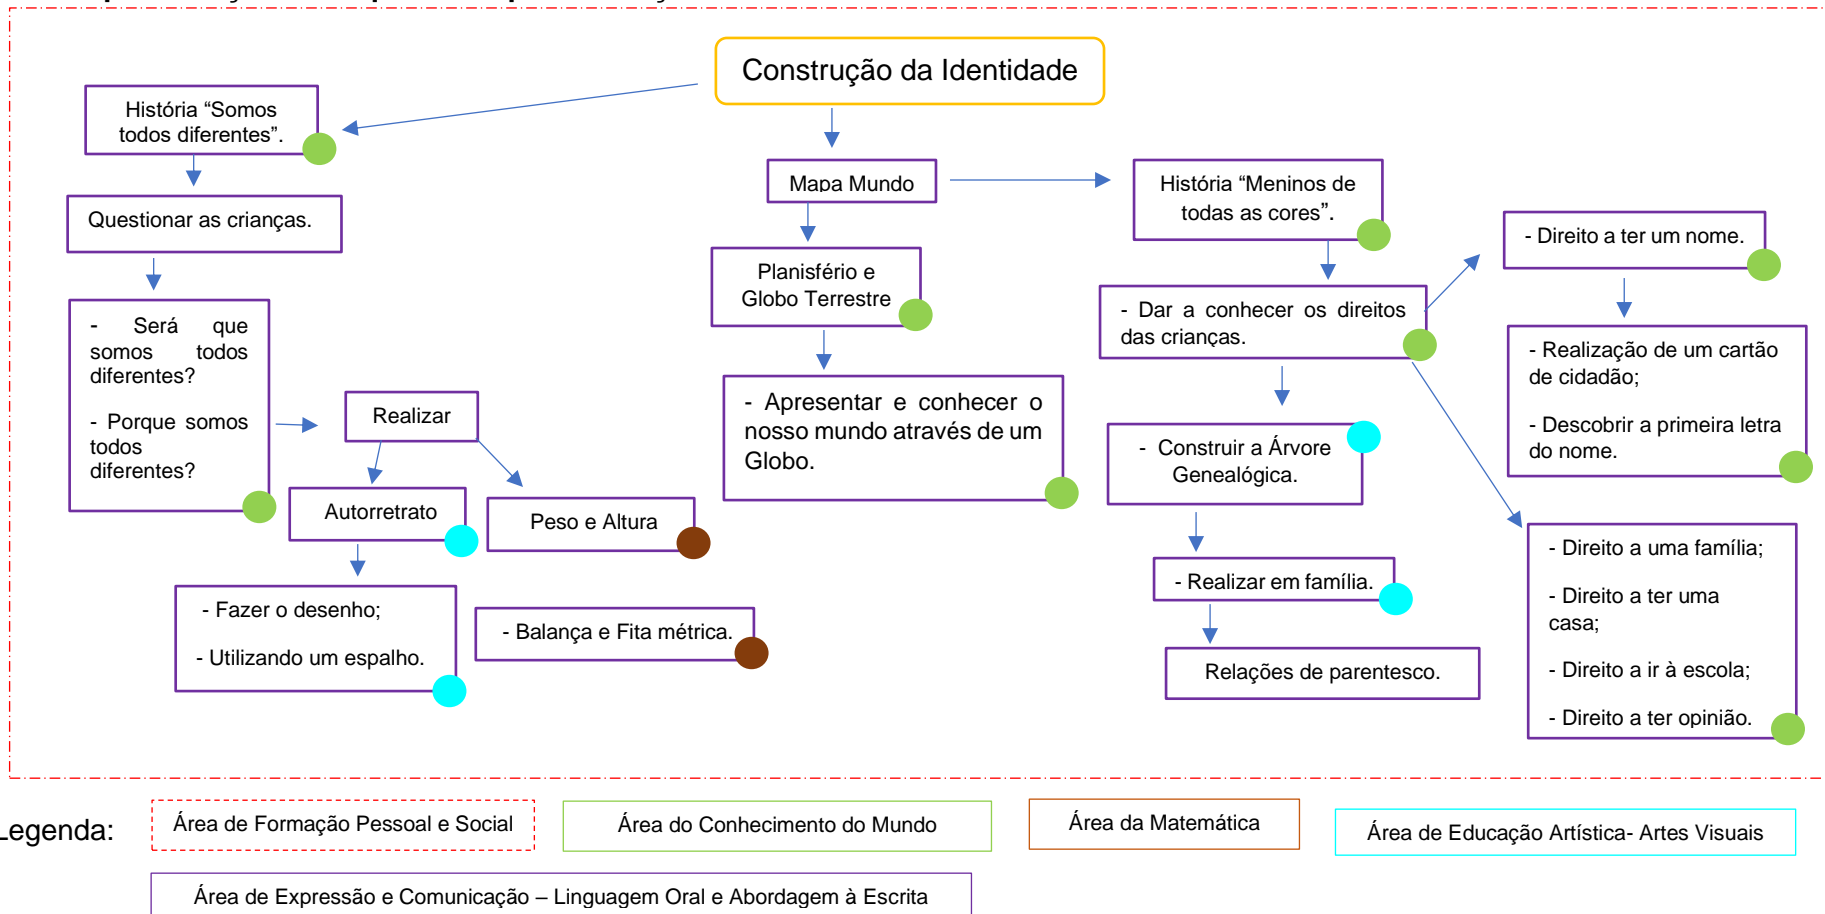 Construção da Identidade
História “Somos
todos diferentes”.
Questionar as crianças.
- Será que
somos todos
diferentes?
- Porque somos
todos
diferentes?
Realizar
Autorretrato
Peso e Altura
- Fazer o desenho;
- Utilizando um espalho.
- Balança e Fita métrica.
Mapa Mundo
Planisfério e
Globo Terrestre
- Apresentar e conhecer o
nosso mundo através de um
Globo.
História “Meninos de
todas as cores”.
- Dar a conhecer os direitos
das crianças.
- Construir a Árvore
Genealógica.
- Realizar em família.
Relações de parentesco.
- Direito a ter um nome.
- Realização de um cartão
de cidadão;
- Descobrir a primeira letra
do nome.
- Direito a uma família;
- Direito a ter uma
casa;
- Direito a ir à escola;
- Direito a ter opinião.
Legenda:
Área de Formação Pessoal e Social
Área do Conhecimento do Mundo
Área da Matemática
Área de Educação Artística- Artes Visuais
Área de Expressão e Comunicação – Linguagem Oral e Abordagem à Escrita